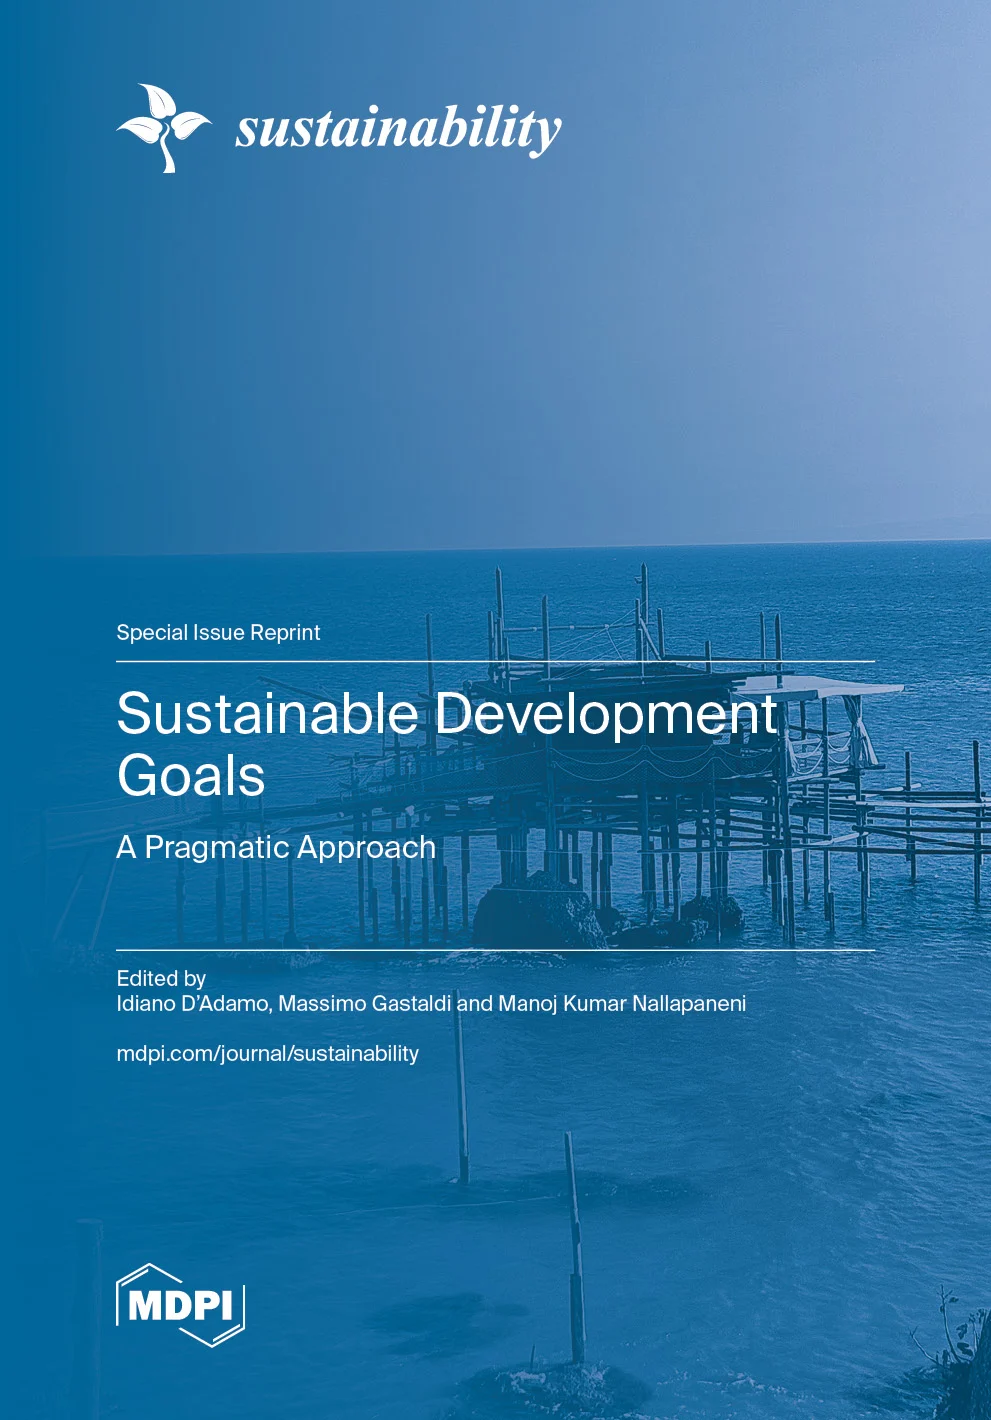 sustainability
Special Issue Reprint
Sustainable Development
Goals
A Pragmatic Approach
Edited by
Idiano D’Adamo, Massimo Gastaldi and Manoj Kumar Nallapaneni
mdpi.com/journal/sustainability
MDPI